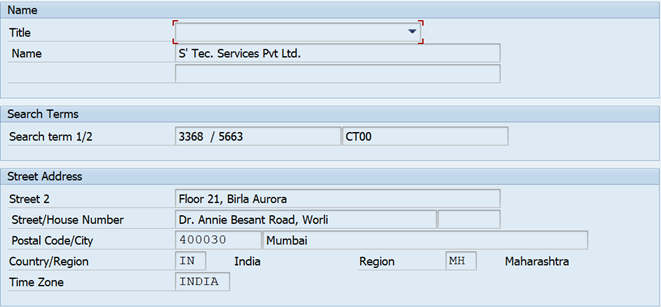 Name
Title
Name S' Tec. Services Pvt Ltd.
Search Terms
Search term 1/2 3368 / 5663 CT00
Street Address
Street 2 Floor 21, Birla Aurora
Street/House Number Dr. Annie Besant Road, Worli
Postal Code/City 400030 Mumbai
Country/Region IN India Region MH Maharashtra
Time Zone INDIA